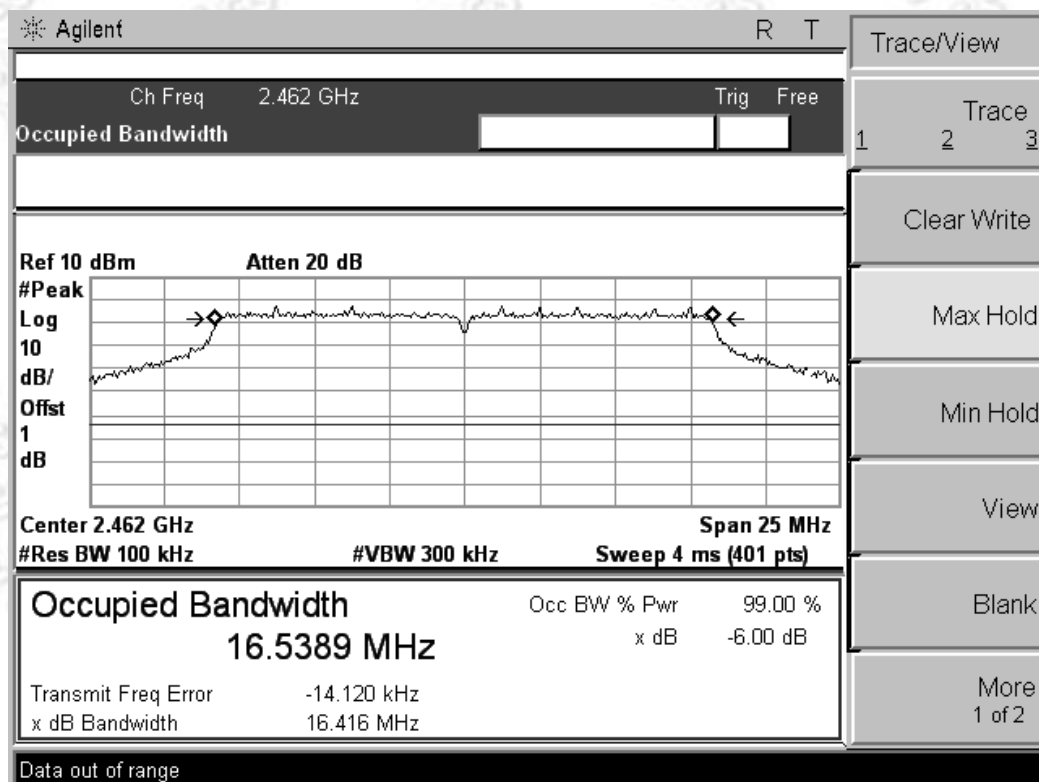 Agilent R T
Trace/View
Ch Freq 2.462 GHz Trig Free
Occupied Bandwidth
Trace
1 2 3
Clear Write
Max Hold
Min Hold
View
Blank
More
1 of 2
Ref 10 dBm Atten 20 dB
#Peak
Log
10
dB/
Offst
1
dB
Center 2.462 GHz Span 25 MHz
#Res BW 100 kHz #VBW 300 kHz Sweep 4 ms (401 pts)
Occupied Bandwidth
16.5389 MHz
Occ BW % Pwr 99.00 %
x dB -6.00 dB
Transmit Freq Error -14.120 kHz
x dB Bandwidth 16.416 MHz
Data out of range